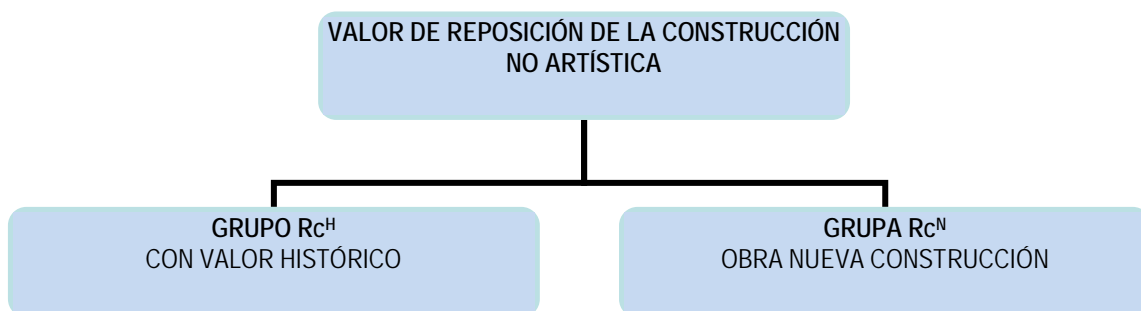 VALOR DE REPOSICIÓN DE LA CONSTRUCCIÓN
NO ARTÍSTICA
GRUPO Rcᴴ
CON VALOR HISTÓRICO
GRUPA Rcᴺ
OBRA NUEVA CONSTRUCCIÓN